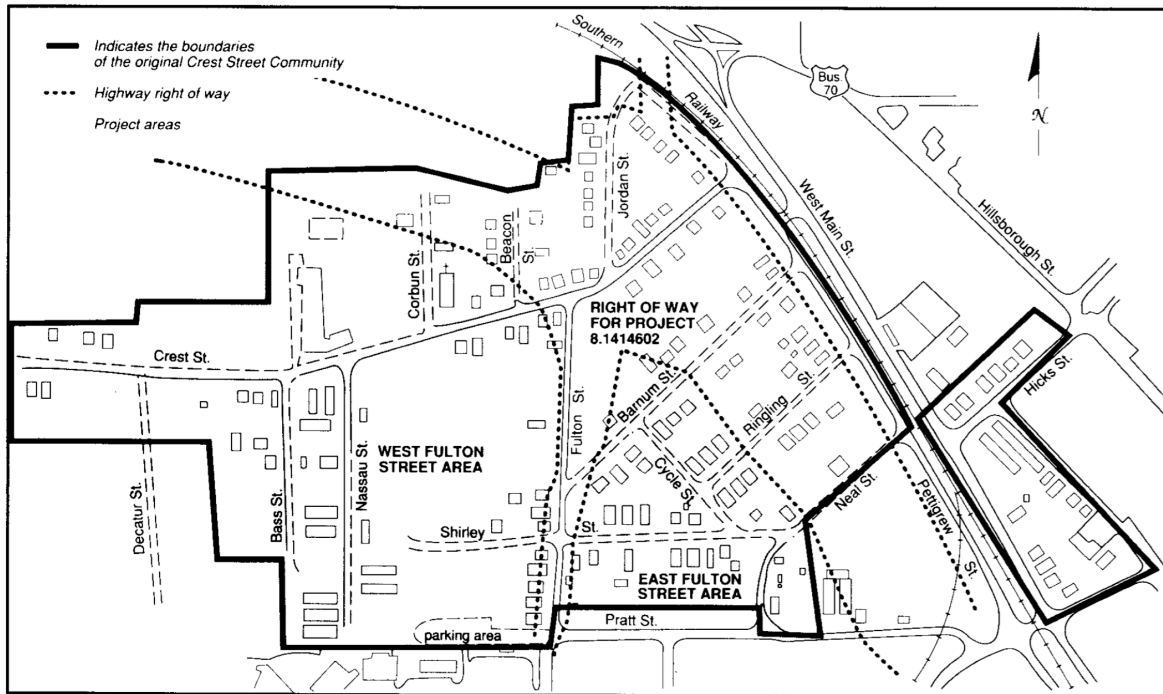 Indicates the boundaries
of the original Crest Street Community
Highway right of way
Project areas
Southern
Railway
Bus.
70
N
West Main St.
Hillsborough St.
Jordan St.
Beacon
St.
Corbun St.
Crest St.
RIGHT OF WAY
FOR PROJECT
8.1414602
Hicks St.
Barnum St.
Ringling
St.
Fulton St.
WEST FULTON
STREET AREA
Nassau St.
Bass St.
Decatur St.
Cycle St.
Neal St.
Pettigrew
St.
Shirley
St.
EAST FULTON
STREET AREA
Pratt St.
parking area